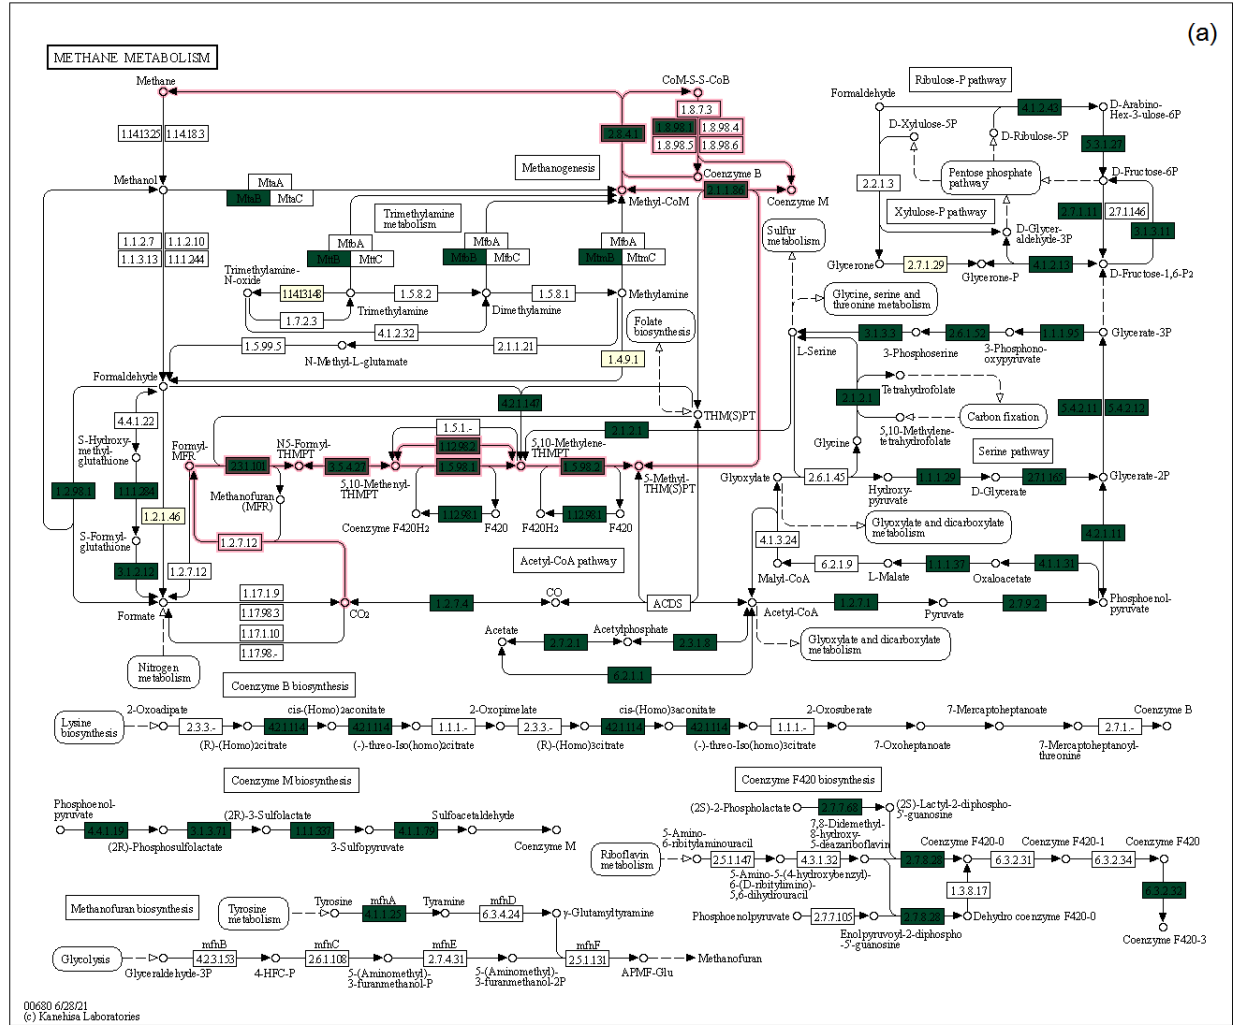 (a)
METHANE METABOLISM
Methane
CoM-S-S-CoB
1.8.7.3
1.14.13.25
1.14.18.3
2.8.4.1
1.8.98.1
1.8.98.4
1.8.98.5
1.8.98.6
Methanogenesis
Coenzyme B
Methanol
MtaA
MtaB
MtaC
Methyl-CoM
2.1.1.86
Coenzyme M
Ribulose-P pathway
Formaldehyde
4.1.2.43
D-Arabino-
Hex-3-ulose-6P
D-Xylulose-5P
D-Ribulose-5P
5.3.1.27
D-Fructose-6P
2.2.1.3
Pentose phosphate
pathway
Xylulose-P pathway
2.7.1.11
2.7.1.146
3.1.3.11
D-Glycer-
aldehyde-3P
Glycerone
2.7.1.29
Glycerone-P
4.1.2.13
D-Fructose-1,6-P2
Trimethylamine
metabolism
1.1.2.7
1.1.2.10
1.1.3.13
1.1.1.244
MtbA
MttB
MttC
MtbA
MtbB
MtbC
MtbA
MtmB
MtmC
Trimethylamine-
N-oxide
1.14.13.148
Trimethylamine
1.5.8.2
Dimethylamine
1.5.8.1
Methylamine
1.7.2.3
4.1.2.32
1.5.99.5
N-Methyl-L-glutamate
2.1.1.21
1.4.9.1
Sulfur
metabolism
Glycine, serine and
threonine metabolism
Folate
biosynthesis
L-Serine
3.1.3.3
3-Phosphoserine
2.6.1.52
3-Phosphono-
oxypyruvate
1.1.1.95
Glycerate-3P
Formaldehyde
4.2.1.147
THM(S)PT
2.1.2.1
Tetrahydrofolate
Carbon fixation
5,10-Methylene-
tetrahydrofolate
5.4.2.11
5.4.2.12
4.4.1.22
S-Hydroxy-
methyl-
glutathione
Formyl-
MFR
N5-Formyl-
THMPT
1.5.1.-
1.12.98.2
5,10-Methylene-
THMPT
2.1.2.1
Glycine
Serine pathway
1.2.98.1
1.1.1.284
2.3.1.101
3.5.4.27
5,10-Methenyl-
THMPT
1.5.98.1
1.5.98.2
5-Methyl-
THM(S)PT
Glyoxylate
2.6.1.45
Hydroxy-
pyruvate
1.1.1.29
D-Glycerate
2.7.1.165
Glycerate-2P
Methanofuran
(MFR)
1.2.1.46
Coenzyme F420H2
1.12.98.1
F420
F420H2
1.12.98.1
F420
Glyoxylate and dicarboxylate
metabolism
S-Formyl-
glutathione
1.2.7.12
4.1.3.24
4.2.1.11
3.1.2.12
1.2.7.12
Acetyl-CoA pathway
Malyl-CoA
6.2.1.9
L-Malate
1.1.1.37
Oxaloacetate
4.1.1.31
Formate
1.17.1.9
1.17.98.3
1.17.1.10
1.17.98.-
CO2
1.2.7.4
CO
ACDS
Acetyl-CoA
1.2.7.1
Pyruvate
2.7.9.2
Phosphoenol-
pyruvate
Acetate
2.7.2.1
Acetylphosphate
2.3.1.8
6.2.1.1
Glyoxylate and dicarboxylate
metabolism
Nitrogen
metabolism
Coenzyme B biosynthesis
Lysine
biosynthesis
2-Oxoadipate
2.3.3.-
(R)-(Homo)2citrate
4.2.1.114
cis-(Homo)2aconitate
4.2.1.114
(-)-threo-Iso(homo)2citrate
1.1.1.-
2-Oxopimelate
2.3.3.-
(R)-(Homo)3citrate
4.2.1.114
cis-(Homo)3aconitate
4.2.1.114
(-)-threo-Iso(homo)3citrate
1.1.1.-
2-Oxosuberate
7-Oxoheptanoate
7-Mercaptoheptanoate
7-Mercaptoheptanoyl-
threonine
2.7.1.-
Coenzyme B
Coenzyme M biosynthesis
Phosphoenol-
pyruvate
4.4.1.19
(2R)-Phosphosulfolactate
3.1.3.71
(2R)-3-Sulfolactate
1.1.1.337
3-Sulfopyruvate
4.1.1.79
Sulfoacetaldehyde
Coenzyme M
Coenzyme F420 biosynthesis
(2S)-2-Phospholactate
2.7.7.68
(2S)-Lactyl-2-diphospho-
5'-guanosine
Riboflavin
metabolism
5-Amino-
6-ribitylaminouracil
2.5.1.147
5-Amino-5-(4-hydroxybenzyl)-
6-(D-ribitylimino)-
5,6-dihydrouracil
4.3.1.32
7,8-Didemethyl-
8-hydroxy-
5-deazariboflavin
2.7.8.28
Coenzyme F420-0
6.3.2.31
Coenzyme F420-1
6.3.2.34
Coenzyme F420
1.3.8.17
6.3.2.32
Phosphoenolpyruvate
2.7.7.105
Enolpyruvoyl-2-diphospho
-5'-guanosine
2.7.8.28
Dehydro coenzyme F420-0
Coenzyme F420-3
Methanofuran biosynthesis
Tyrosine
metabolism
Tyrosine
mfnA
4.1.1.25
Tyramine
mfnD
6.3.4.24
γ-Glutamyltyramine
Glycolysis
Glyceraldehyde-3P
mfnB
4.2.3.153
4-HFC-P
mfnC
2.6.1.108
5-(Aminomethyl)-
3-furanmethanol-P
mfnE
2.7.4.31
5-(Aminomethyl)-
3-furanmethanol-2P
mfnF
2.5.1.131
APMF-Glu
Methanofuran
00680 6/28/21
(c) Kanehisa Laboratories